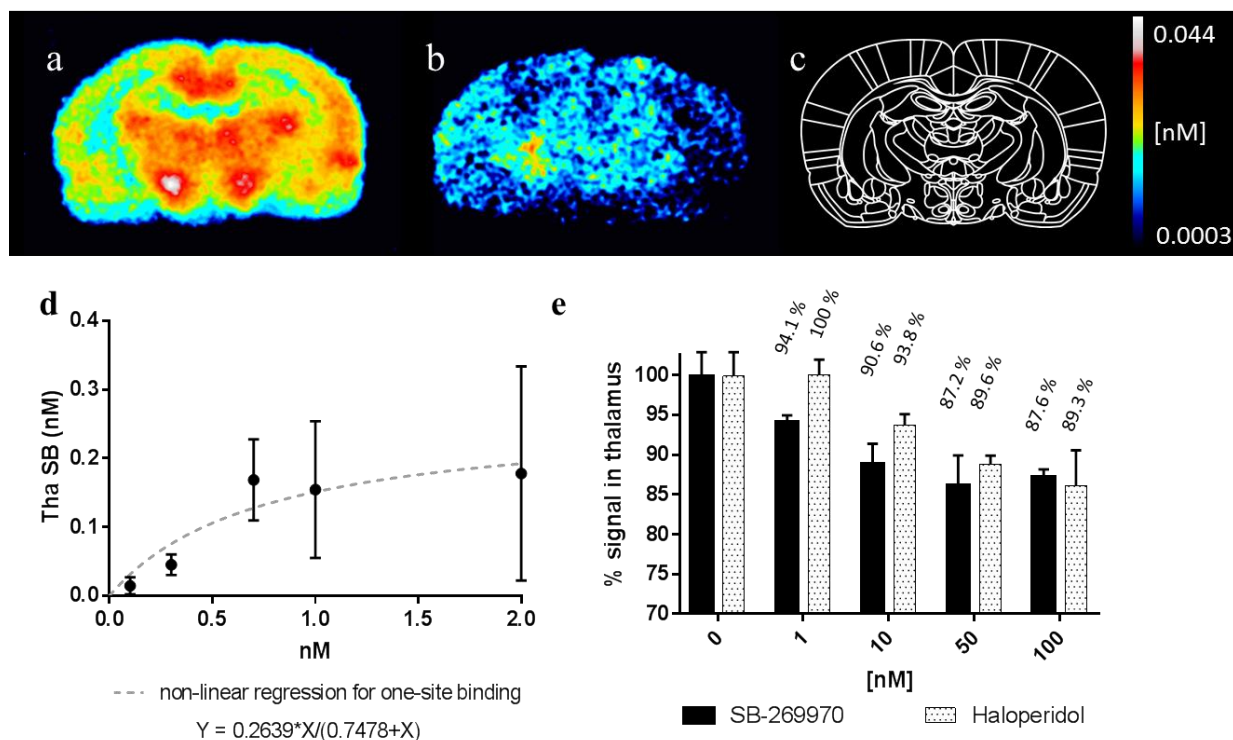 a
b
c
0.044
[nM]
0.0003
d
Tha SB (nM)
0.4
0.3
0.2
0.1
0.0
0.0 0.5 1.0 1.5 2.0
nM
non-linear regression for one-site binding
Y = 0.2639*X/(0.7478+X)
e
94.1 %
100 %
90.6 %
93.8 %
87.2 %
89.6 %
87.6 %
89.3 %
% signal in thalamus
100
95
90
85
80
75
70
0 1 10 50 100
[nM]
SB-269970 Haloperidol